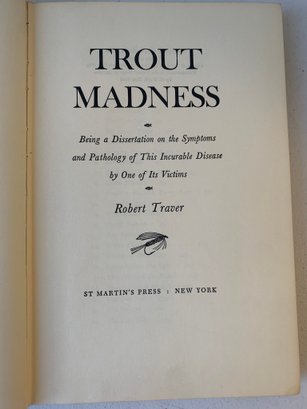 TROUT
MADNESS
Being a Dissertation on the Symptoms
and Pathology of This Incurable Disease
by One of Its Victims
Robert Traver
ST MARTIN'S PRESS : NEW YORK